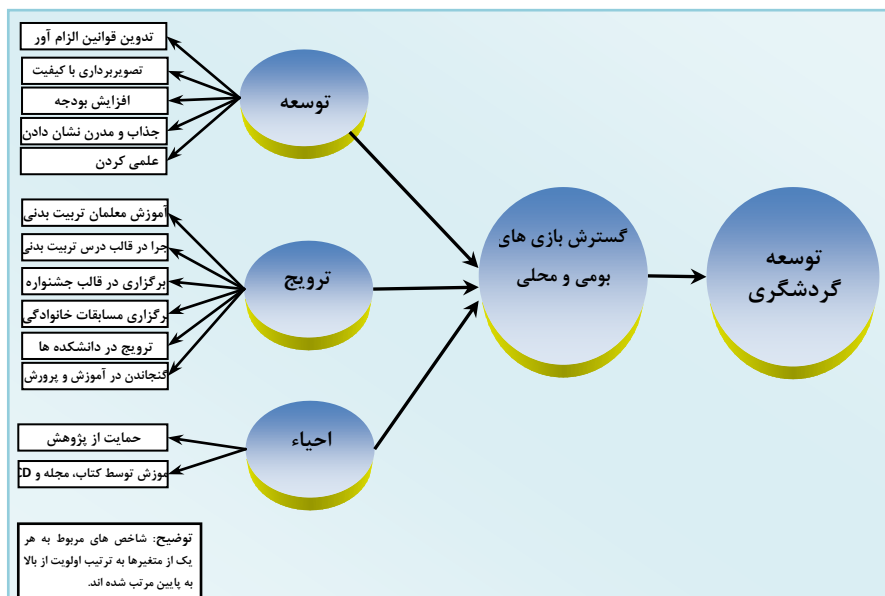 تدوین قوانین الزام آور
تصویربرداری با کیفیت
افزایش بودجه
جذاب و مدرن نشان دادن
علمی کردن
توسعه
آموزش معلمان تربیت بدنی
جرا در قالب درس تربیت بدنی
برگزاری در قالب جشنواره
برگزاری مسابقات خانوادگی
ترویج در دانشکده ها
گنجاندن در آموزش و پرورش
ترویج
حمایت از پژوهش
موزش توسط کتاب، مجله و CD
احیاء
گسترش بازی های
بومی و محلی
توسعه
گردشگری
توضیح: شاخص های مربوط به هر
یک از متغیرها به ترتیب اولویت از بالا
به پایین مرتب شده اند.